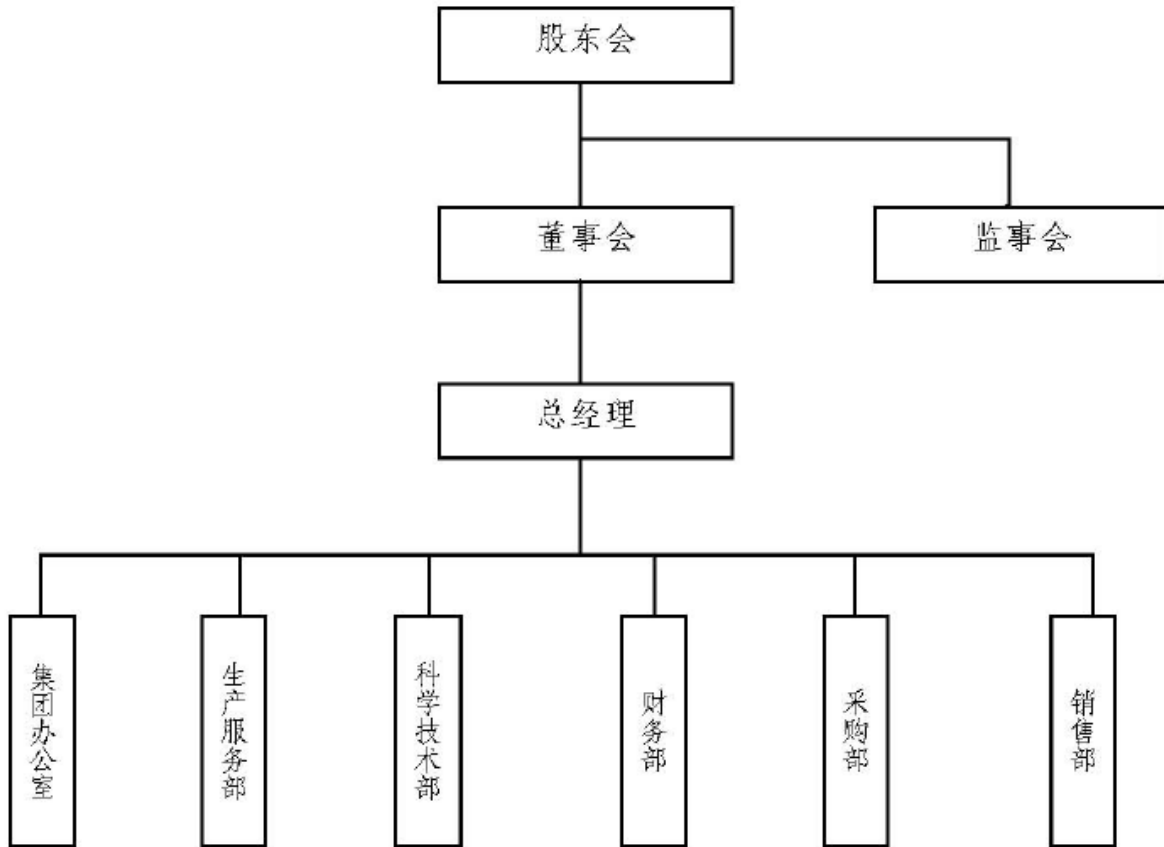 股东会
董事会
监事会
总经理
集团办公室
生产服务部
科学技术部
财务部
采购部
销售部